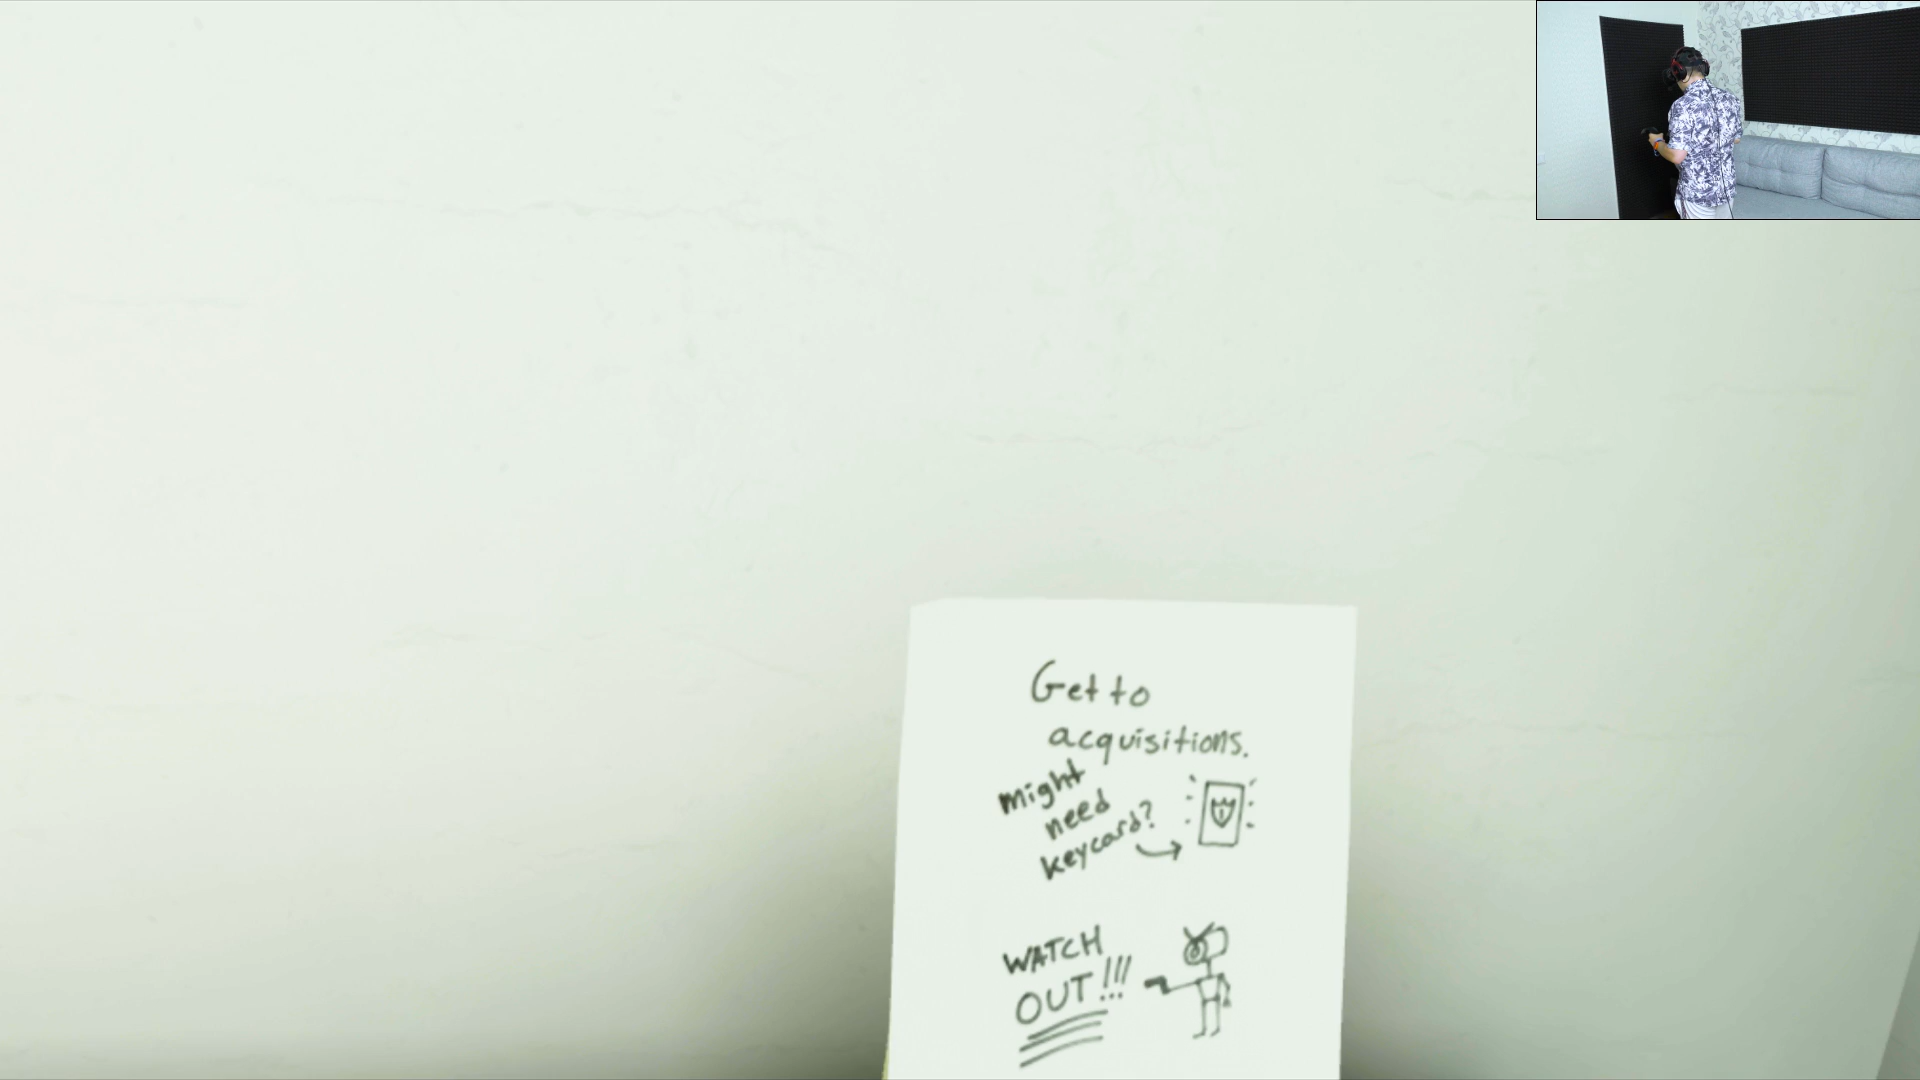 Get to
acquisitions.
might
need
keycard?
WATCH
OUT!!!